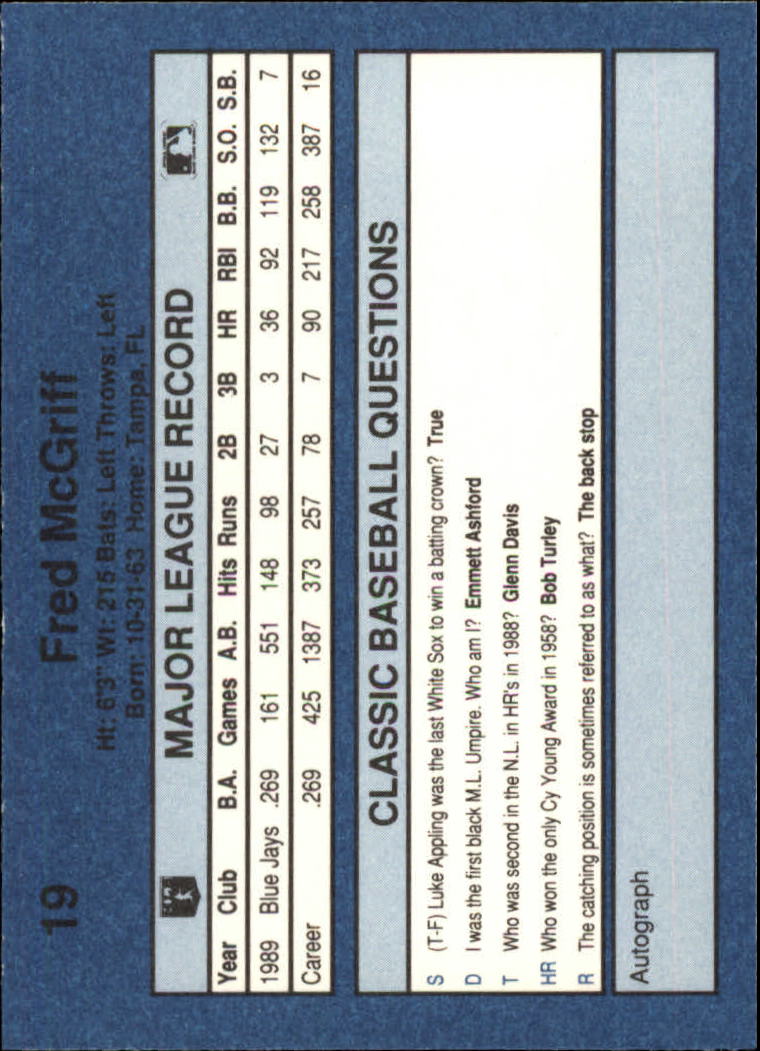 19
Fred McGriff
Ht: 6'3" Wt: 215 Bats: Left Throws: Left
Born: 10-31-63 Home: Tampa, FL
MAJOR LEAGUE RECORD
Year Club B.A. Games A.B. Hits Runs 2B 3B HR RBI B.B. S.O. S.B.
1989 Blue Jays .269 161 551 148 98 27 3 36 92 119 132 7
Career .269 425 1387 373 257 78 7 90 217 258 387 16
CLASSIC BASEBALL QUESTIONS
S (T-F) Luke Appling was the last White Sox to win a batting crown? True
D I was the first black M.L. Umpire. Who am I? Emmett Ashford
T Who was second in the N.L. in HR's in 1988? Glenn Davis
HR Who won the only Cy Young Award in 1958? Bob Turley
R The catching position is sometimes referred to as what? The back stop
Autograph